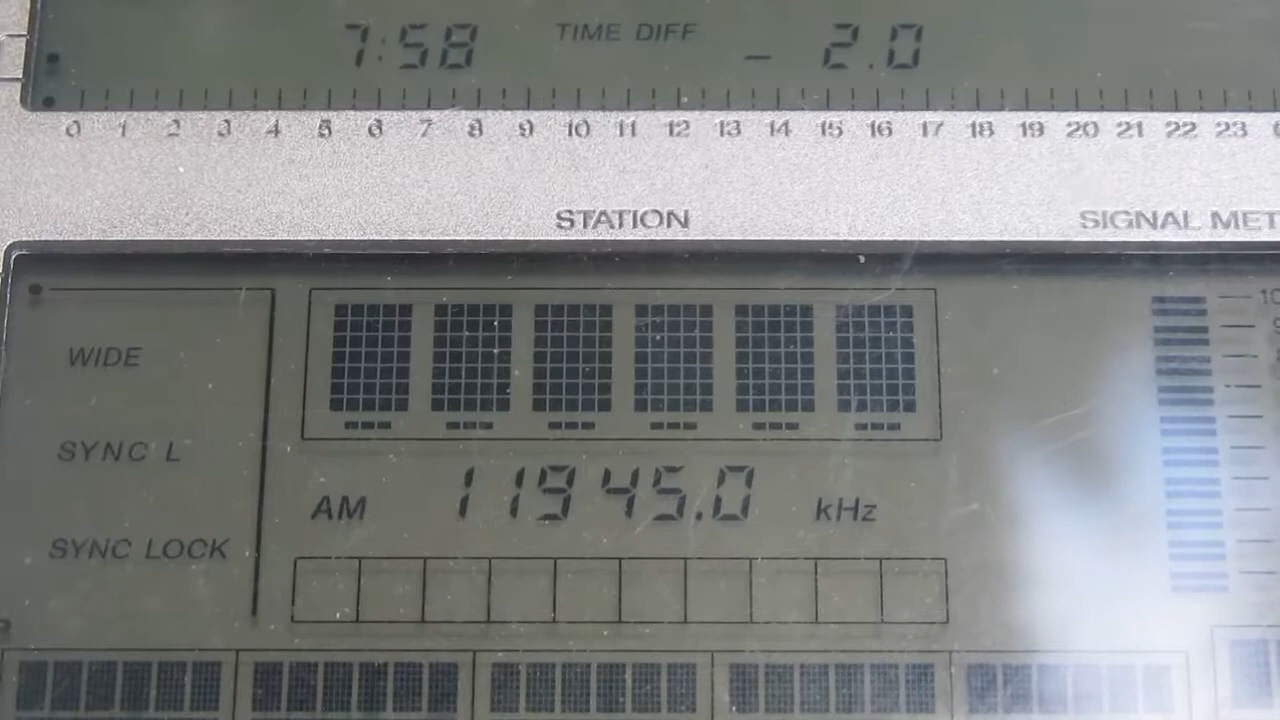 7:58 TIME DIFF - 2.0
0 1 2 3 4 5 6 7 8 9 10 11 12 13 14 15 16 17 18 19 20 21 22 23
STATION SIGNAL MET
WIDE
SYNC L
AM 11945.0 kHz
SYNC LOCK